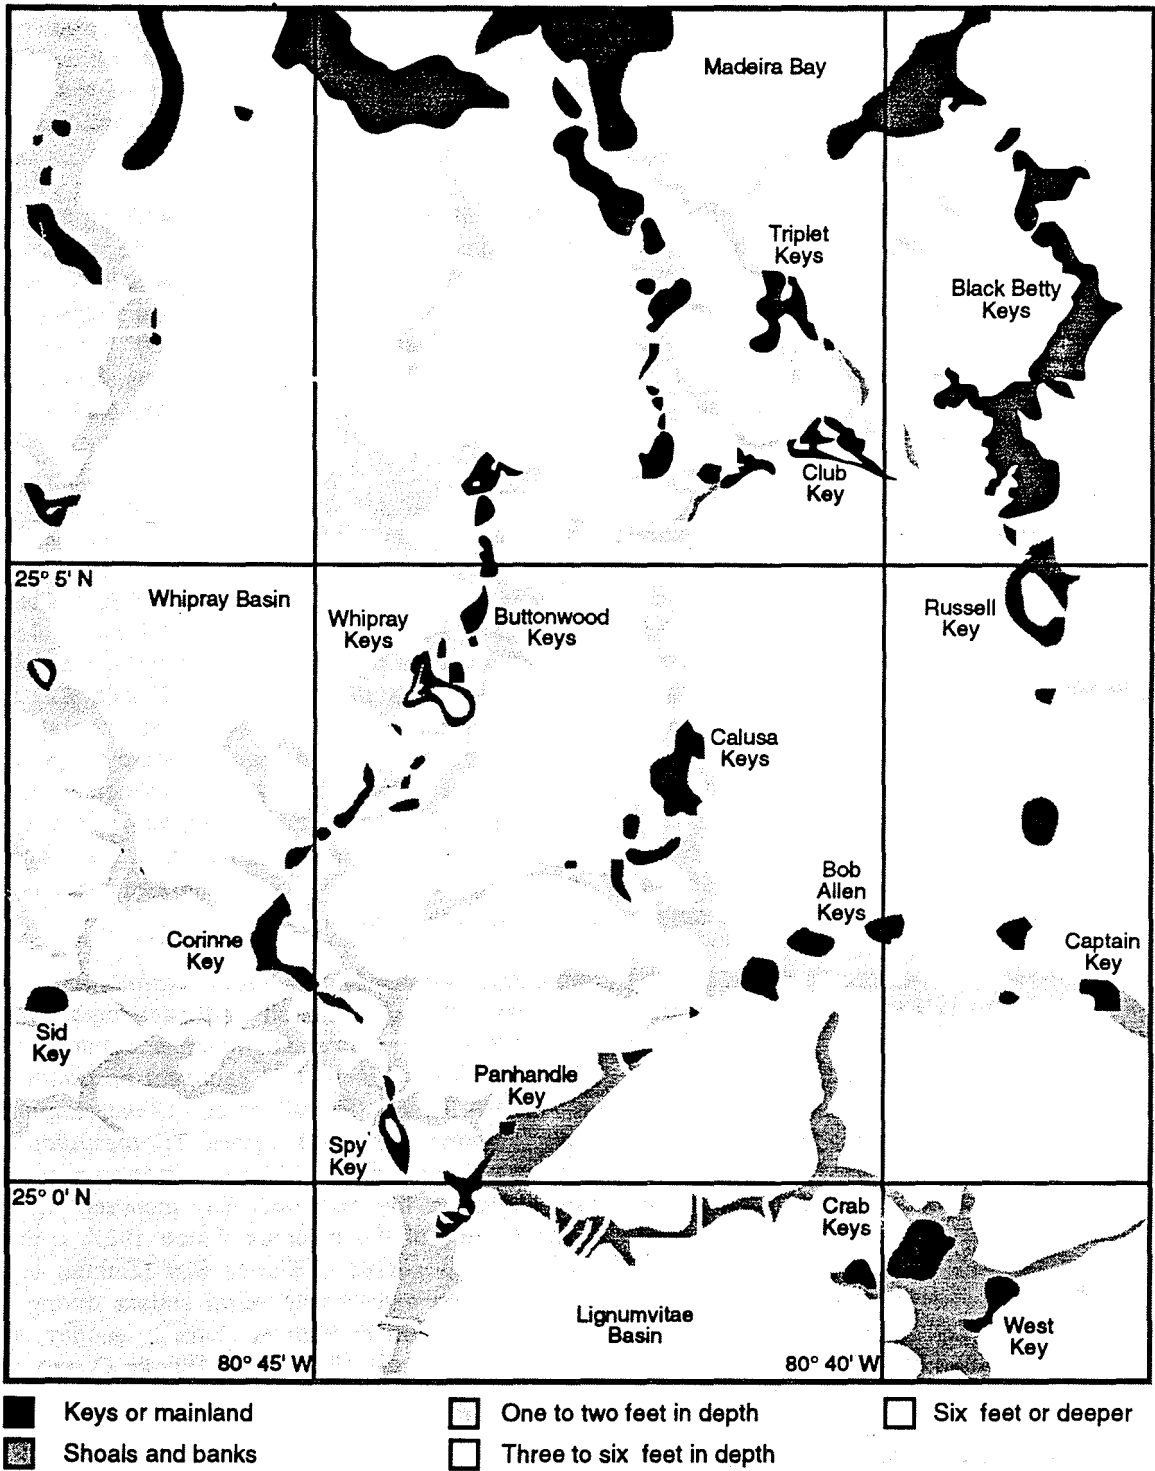 Madeira Bay
Triplet
Keys
Black Betty
Keys
Club
Key
25° 5' N
Whipray Basin
Whipray
Keys
Buttonwood
Keys
Russell
Key
Calusa
Keys
Bob
Allen
Keys
Corinne
Key
Captain
Key
Sid
Key
Panhandle
Key
Spy
Key
25° 0' N
Crab
Keys
Lignumvitae
Basin
West
Key
80° 45' W
80° 40' W
Keys or mainland
One to two feet in depth
Six feet or deeper
Shoals and banks
Three to six feet in depth